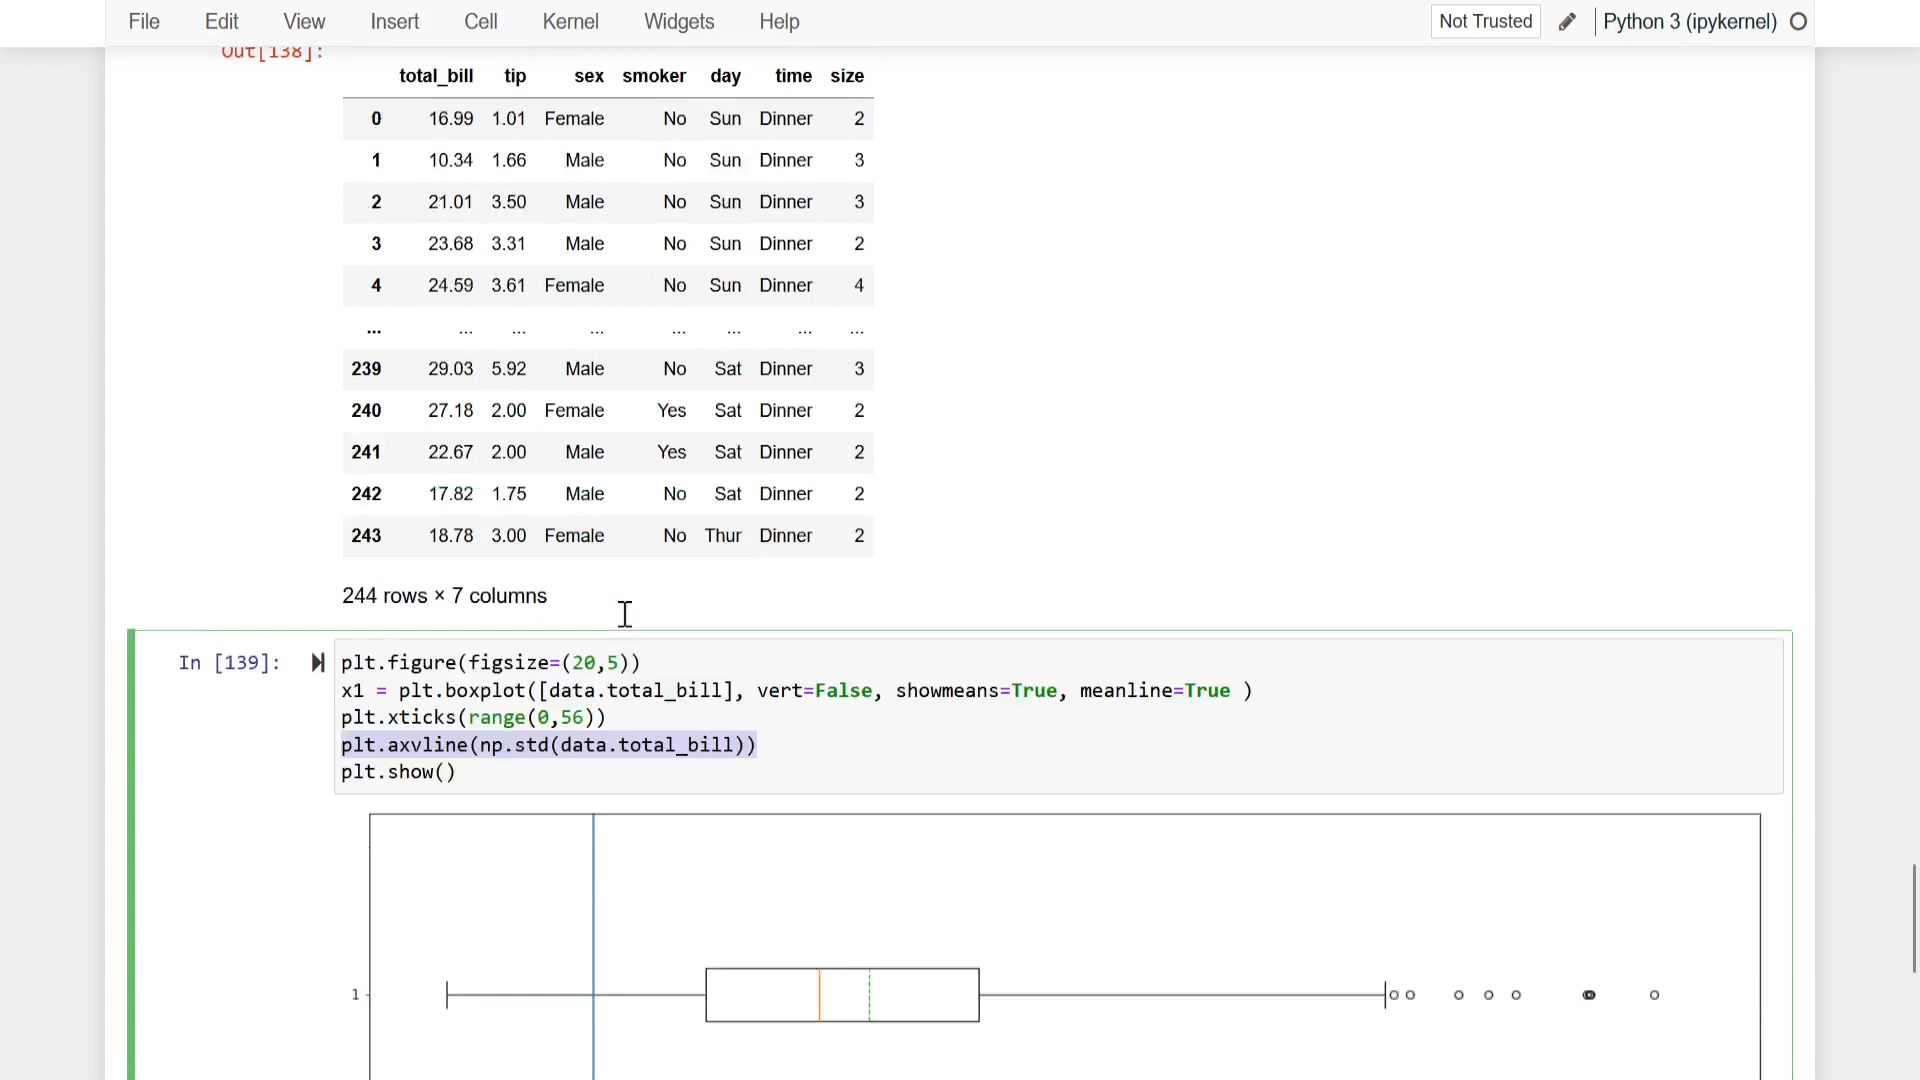 File Edit View Insert Cell Kernel Widgets Help Not Trusted Python 3 (ipykernel)
Out[138]:
total_bill tip sex smoker day time size
0 16.99 1.01 Female No Sun Dinner 2
1 10.34 1.66 Male No Sun Dinner 3
2 21.01 3.50 Male No Sun Dinner 3
3 23.68 3.31 Male No Sun Dinner 2
4 24.59 3.61 Female No Sun Dinner 4
... ... ... ... ... ... ... ...
239 29.03 5.92 Male No Sat Dinner 3
240 27.18 2.00 Female Yes Sat Dinner 2
241 22.67 2.00 Male Yes Sat Dinner 2
242 17.82 1.75 Male No Sat Dinner 2
243 18.78 3.00 Female No Thur Dinner 2
244 rows × 7 columns
In [139]: plt.figure(figsize=(20,5))
x1 = plt.boxplot([data.total_bill], vert=False, showmeans=True, meanline=True )
plt.xticks(range(0,56))
plt.axvline(np.std(data.total_bill))
plt.show()
1